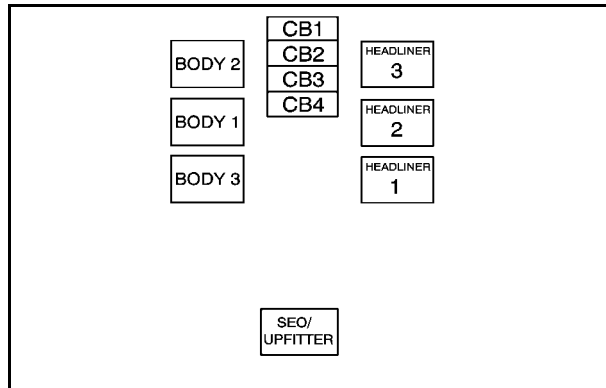 CB1
CB2
CB3
CB4
BODY 2
BODY 1
BODY 3
HEADLINER
3
HEADLINER
2
HEADLINER
1
SEO/
UPFITTER